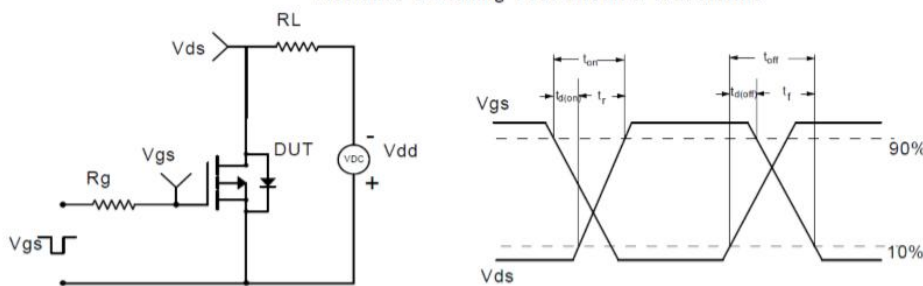 RL
Vds
Vgs
DUT
VDC
-
+
Vdd
Rg
Vgs
ton
toff
td(on)
tr
td(off)
tf
Vgs
90%
10%
Vds